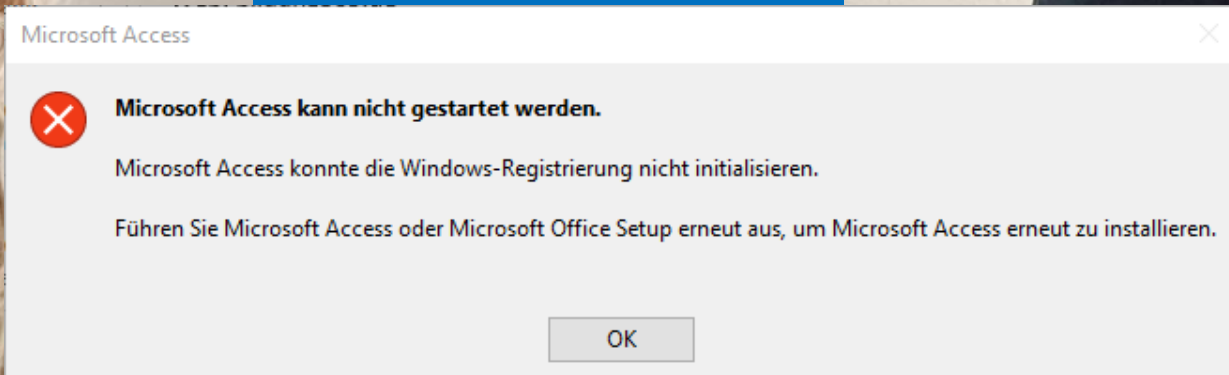 Microsoft Access
Microsoft Access kann nicht gestartet werden.
Microsoft Access konnte die Windows-Registrierung nicht initialisieren.
Führen Sie Microsoft Access oder Microsoft Office Setup erneut aus, um Microsoft Access erneut zu installieren.
OK